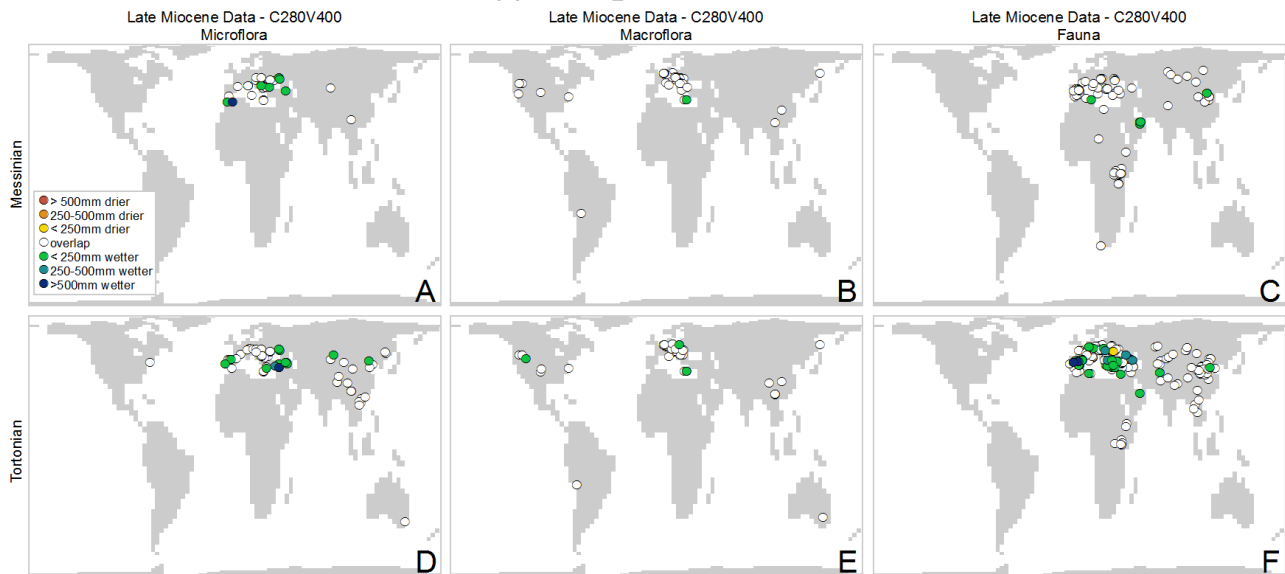 Late Miocene Data - C280V400
Microflora
Late Miocene Data - C280V400
Macroflora
Late Miocene Data - C280V400
Fauna
Messinian
> 500mm drier
250-500mm drier
< 250mm drier
overlap
< 250mm wetter
250-500mm wetter
>500mm wetter
A
B
C
Tortonian
D
E
F